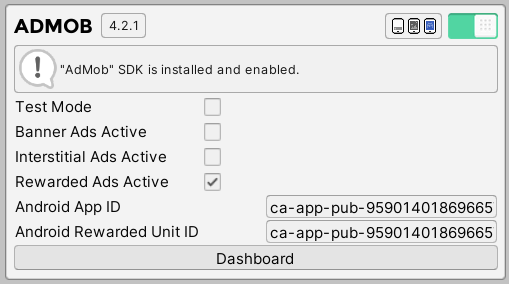 ADMOB 4.2.1
"AdMob" SDK is installed and enabled.
Test Mode
Banner Ads Active
Interstitial Ads Active
Rewarded Ads Active
Android App ID ca-app-pub-95901401869665
Android Rewarded Unit ID ca-app-pub-95901401869665
Dashboard